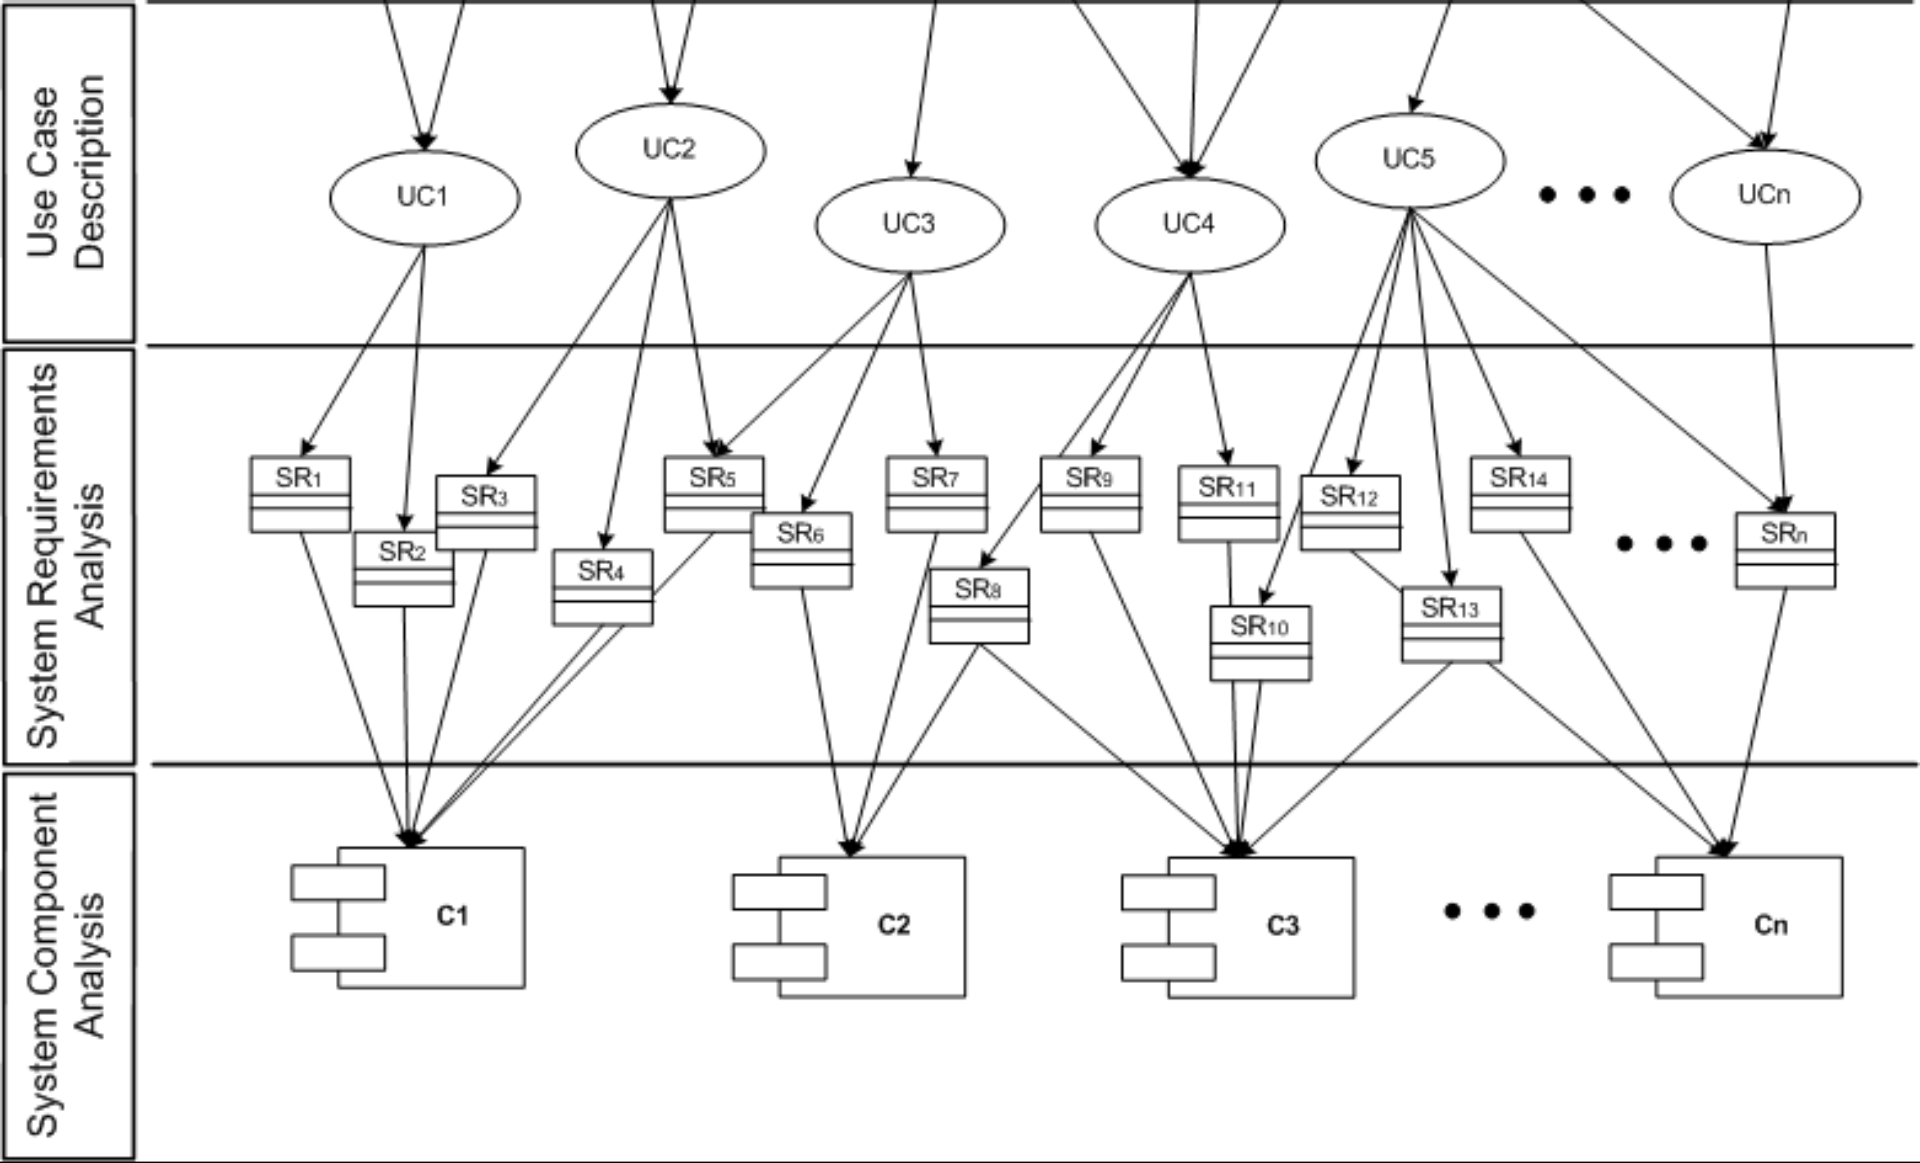 Use Case
Description
UC1
UC2
UC3
UC4
UC5
UCn
System Requirements
Analysis
SR1
SR2
SR3
SR4
SR5
SR6
SR7
SR8
SR9
SR11
SR10
SR12
SR13
SR14
SRn
System Component
Analysis
C1
C2
C3
Cn